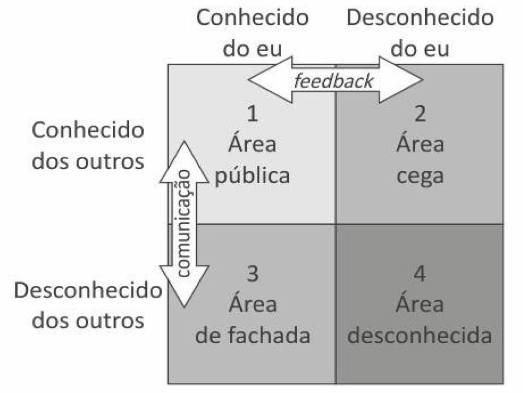 Conhecido
do eu
Desconhecido
do eu
feedback
Conhecido
dos outros
1
Área
pública
2
Área
cega
comunicação
Desconhecido
dos outros
3
Área
de fachada
4
Área
desconhecida